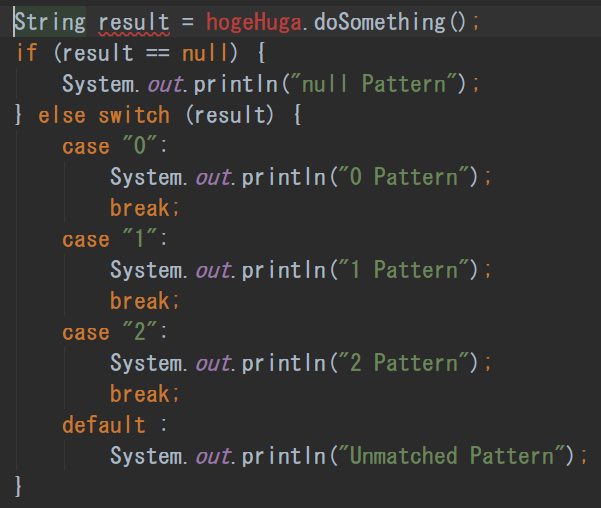 String result = hogeHuga.doSomething();
if (result == null) {
    System.out.println("null Pattern");
} else switch (result) {
    case "0":
        System.out.println("0 Pattern");
        break;
    case "1":
        System.out.println("1 Pattern");
        break;
    case "2":
        System.out.println("2 Pattern");
        break;
    default :
        System.out.println("Unmatched Pattern");
}